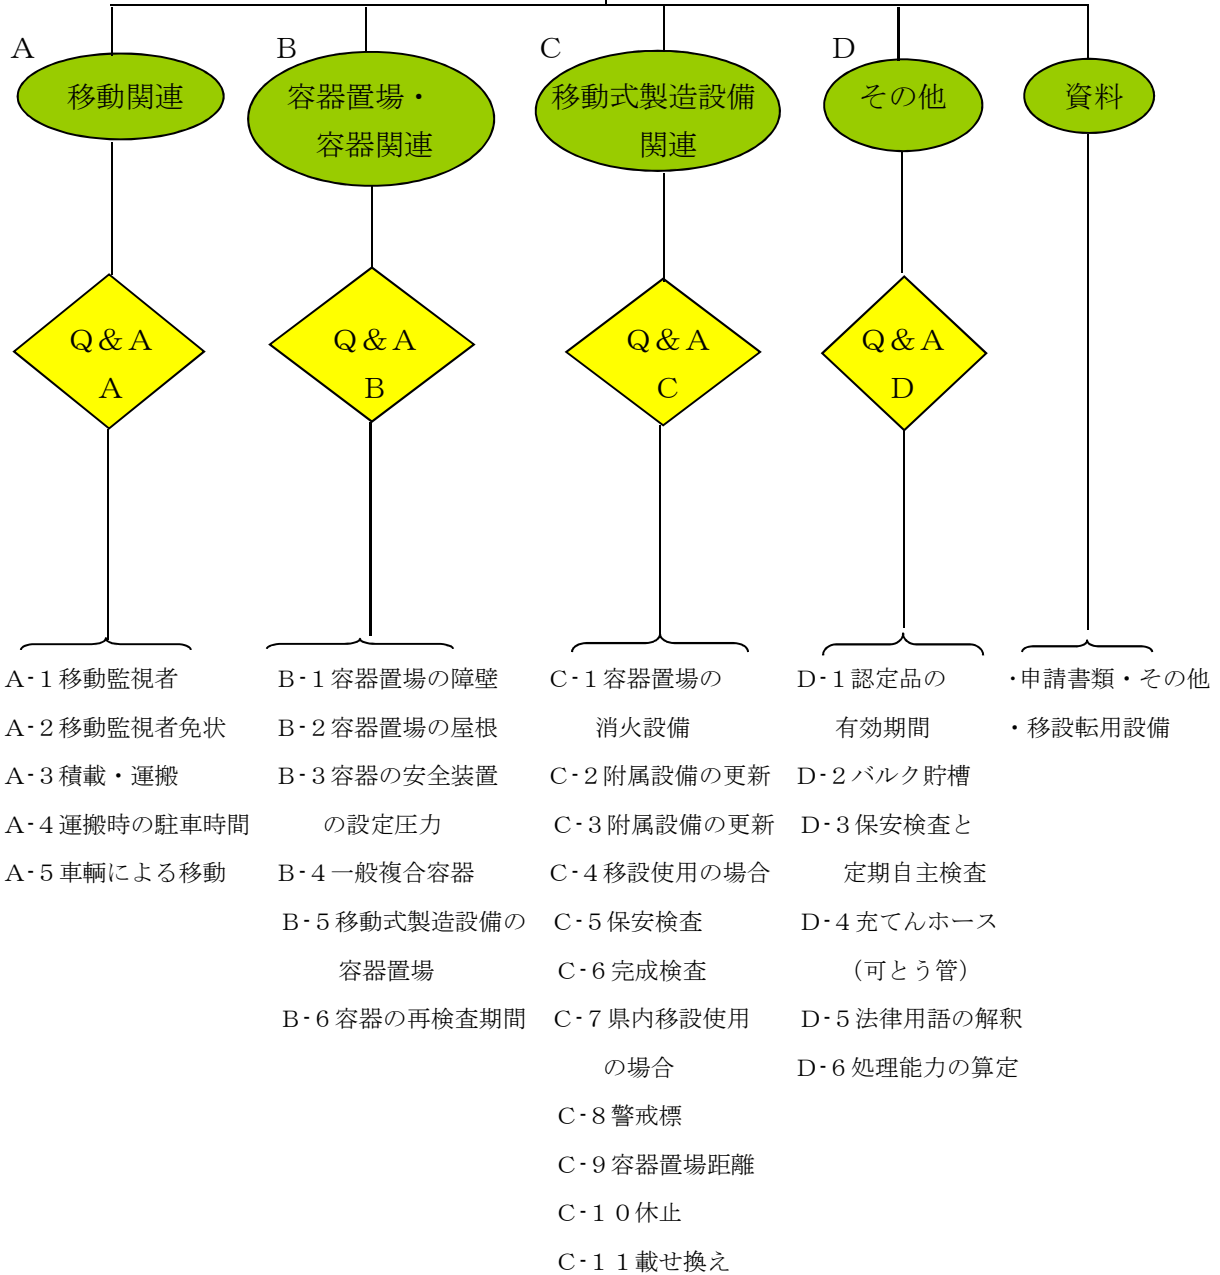 A
移動関連
B
容器置場・
容器関連
C
移動式製造設備
関連
D
その他
資料
Q&A
A
Q&A
B
Q&A
C
Q&A
D
A-1移動監視者
A-2移動監視者免状
A-3積載・運搬
A-4運搬時の駐車時間
A-5車輌による移動
B-1容器置場の障壁
B-2容器置場の屋根
B-3容器の安全装置
の設定圧力
B-4一般複合容器
B-5移動式製造設備の
容器置場
B-6容器の再検査期間
C-1容器置場の
消火設備
C-2附属設備の更新
C-3附属設備の更新
C-4移設使用の場合
C-5保安検査
C-6完成検査
C-7県内移設使用
の場合
C-8警戒標
C-9容器置場距離
C-10休止
C-11載せ換え
D-1認定品の
有効期間
D-2バルク貯槽
D-3保安検査と
定期自主検査
D-4充てんホース
（可とう管）
D-5法律用語の解釈
D-6処理能力の算定
・申請書類・その他
・移設転用設備